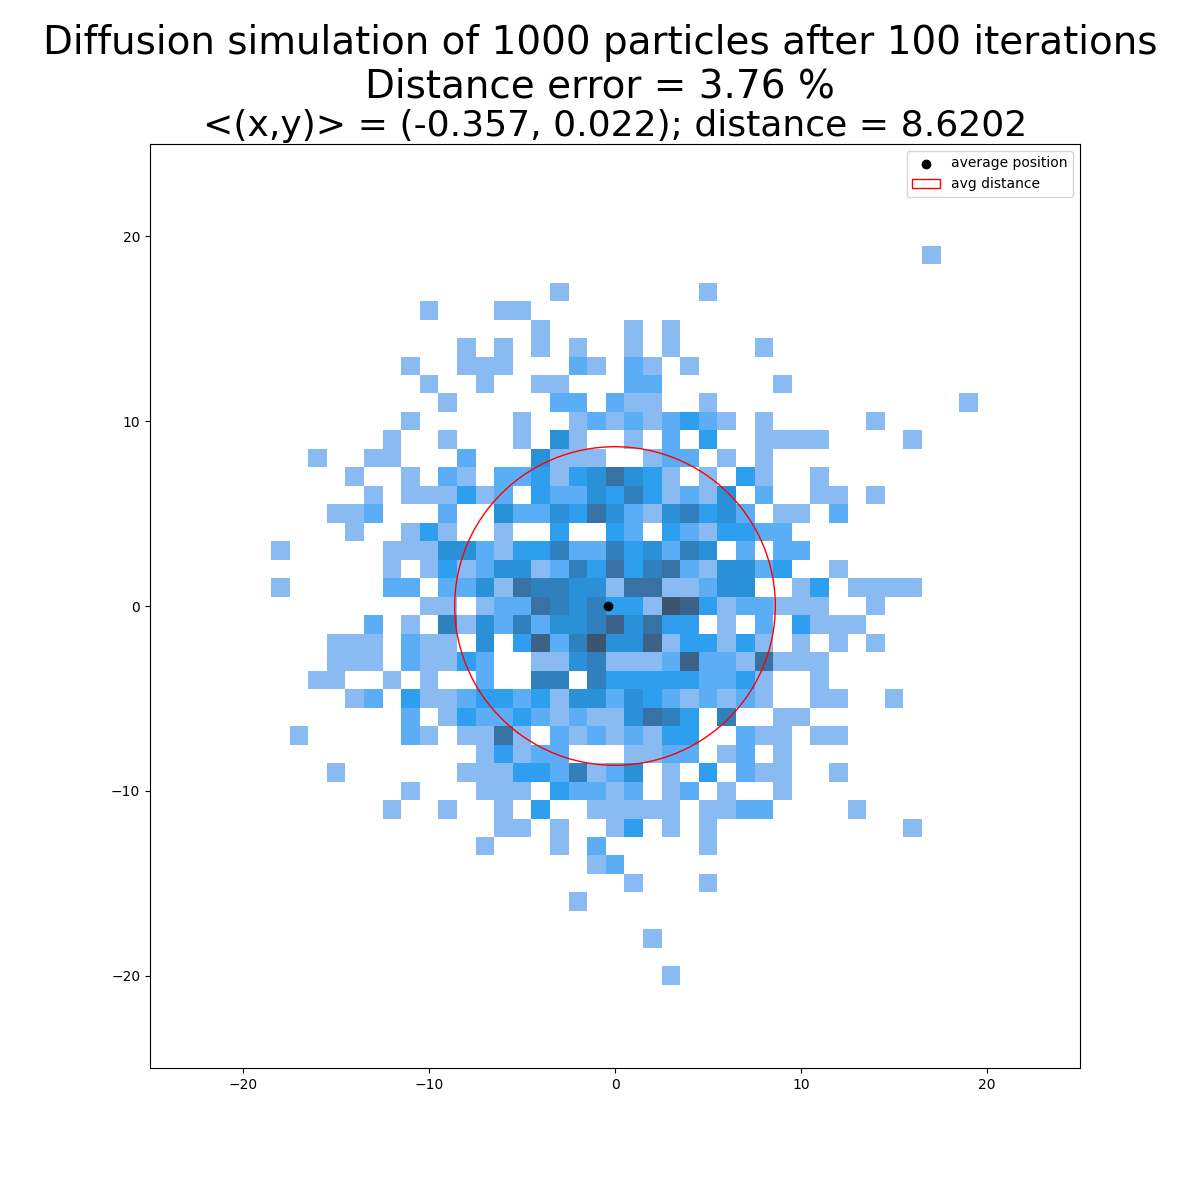 Diffusion simulation of 1000 particles after 100 iterations
Distance error = 3.76 %
<(x,y)> = (-0.357, 0.022); distance = 8.6202
average position
avg distance
20
10
0
−10
−20
−20 −10 0 10 20